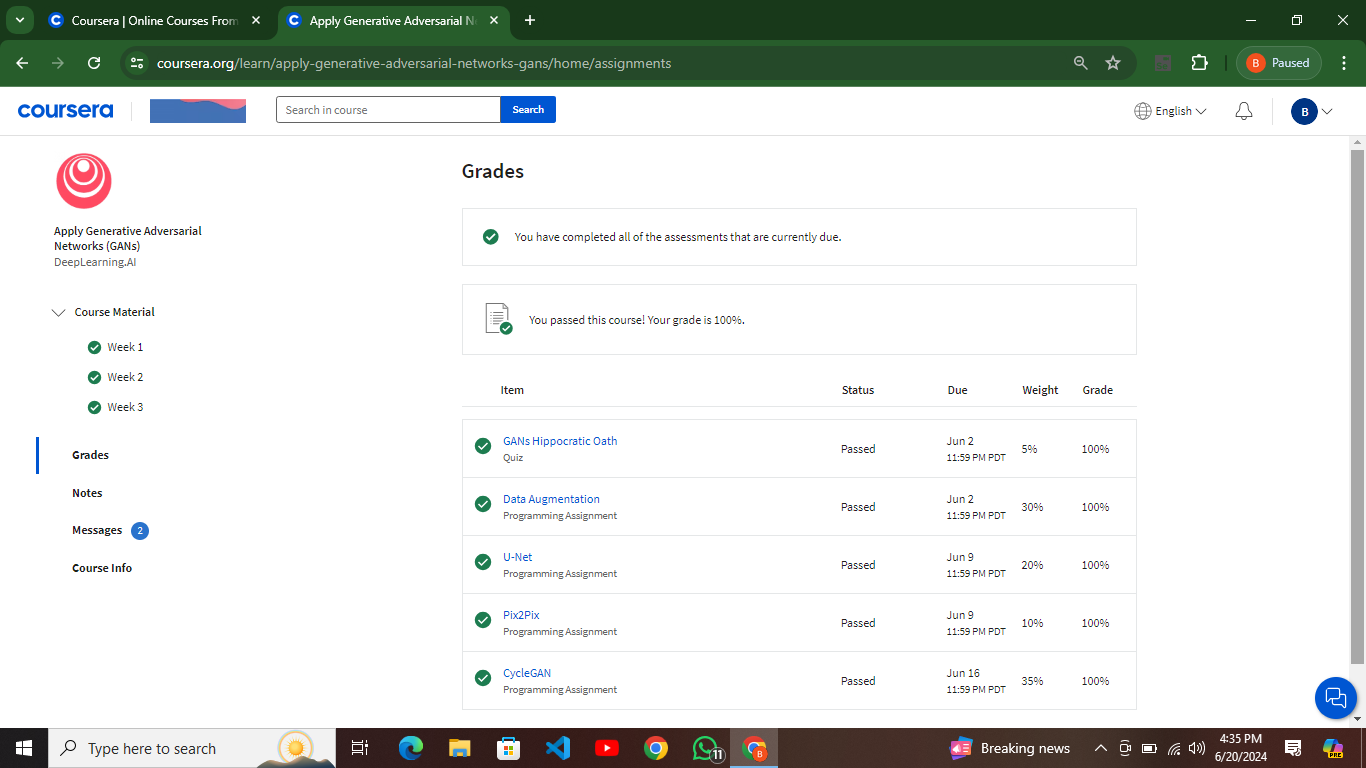 Coursera | Online Courses From
Apply Generative Adversarial N
coursera.org/learn/apply-generative-adversarial-networks-gans/home/assignments
B Paused
coursera
Search in course
Search
English
B
Apply Generative Adversarial
Networks (GANs)
DeepLearning.AI
Course Material
Week 1
Week 2
Week 3
Grades
Notes
Messages 2
Course Info
Grades
You have completed all of the assessments that are currently due.
You passed this course! Your grade is 100%.
Item Status Due Weight Grade
GANs Hippocratic Oath
Quiz
Passed
Jun 2
11:59 PM PDT
5%
100%
Data Augmentation
Programming Assignment
Passed
Jun 2
11:59 PM PDT
30%
100%
U-Net
Programming Assignment
Passed
Jun 9
11:59 PM PDT
20%
100%
Pix2Pix
Programming Assignment
Passed
Jun 9
11:59 PM PDT
10%
100%
CycleGAN
Programming Assignment
Passed
Jun 16
11:59 PM PDT
35%
100%
Type here to search
11
B
Breaking news
4:35 PM
6/20/2024
PRE